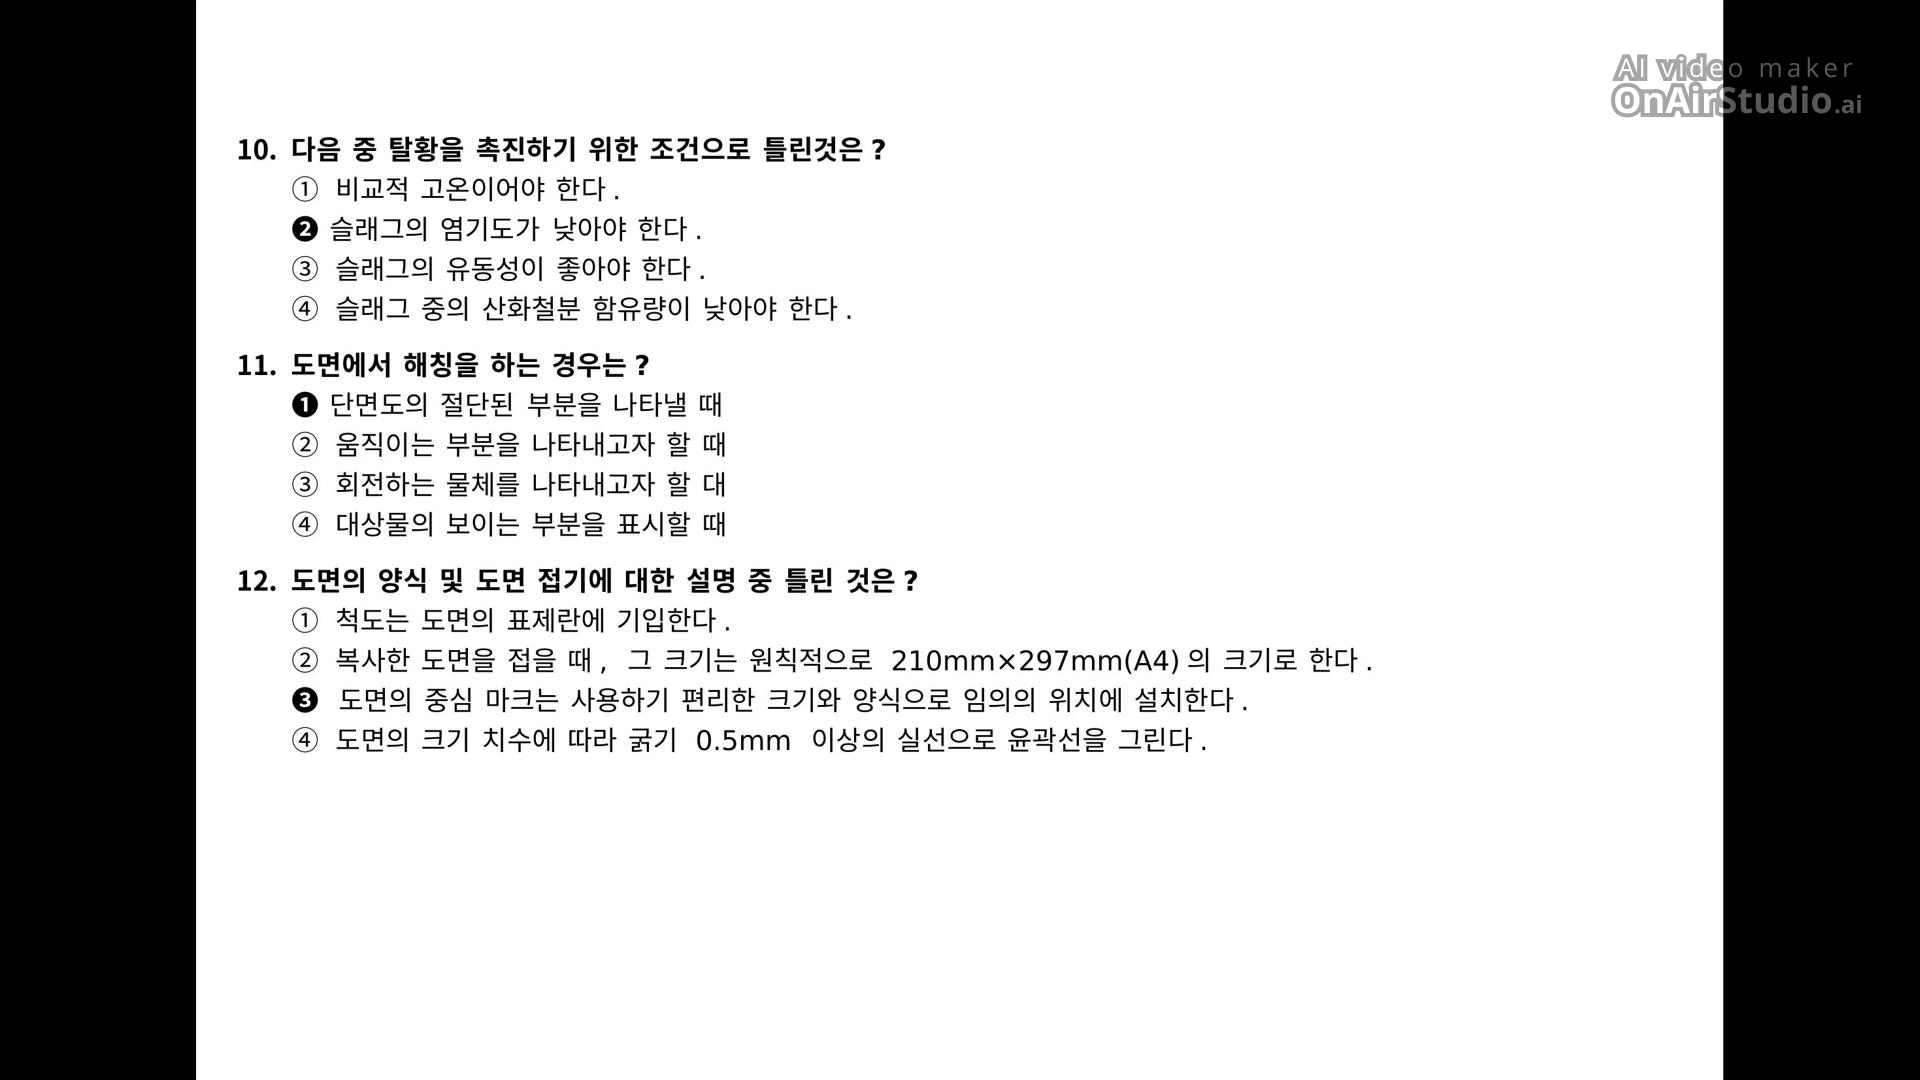 AI video maker
OnAirStudio.ai
10. 다음 중 탈황을 촉진하기 위한 조건으로 틀린것은?
① 비교적 고온이어야 한다.
❷ 슬래그의 염기도가 낮아야 한다.
③ 슬래그의 유동성이 좋아야 한다.
④ 슬래그 중의 산화철분 함유량이 낮아야 한다.
11. 도면에서 해칭을 하는 경우는?
❶ 단면도의 절단된 부분을 나타낼 때
② 움직이는 부분을 나타내고자 할 때
③ 회전하는 물체를 나타내고자 할 대
④ 대상물의 보이는 부분을 표시할 때
12. 도면의 양식 및 도면 접기에 대한 설명 중 틀린 것은?
① 척도는 도면의 표제란에 기입한다.
② 복사한 도면을 접을 때, 그 크기는 원칙적으로 210mm×297mm(A4)의 크기로 한다.
❸ 도면의 중심 마크는 사용하기 편리한 크기와 양식으로 임의의 위치에 설치한다.
④ 도면의 크기 치수에 따라 굵기 0.5mm 이상의 실선으로 윤곽선을 그린다.